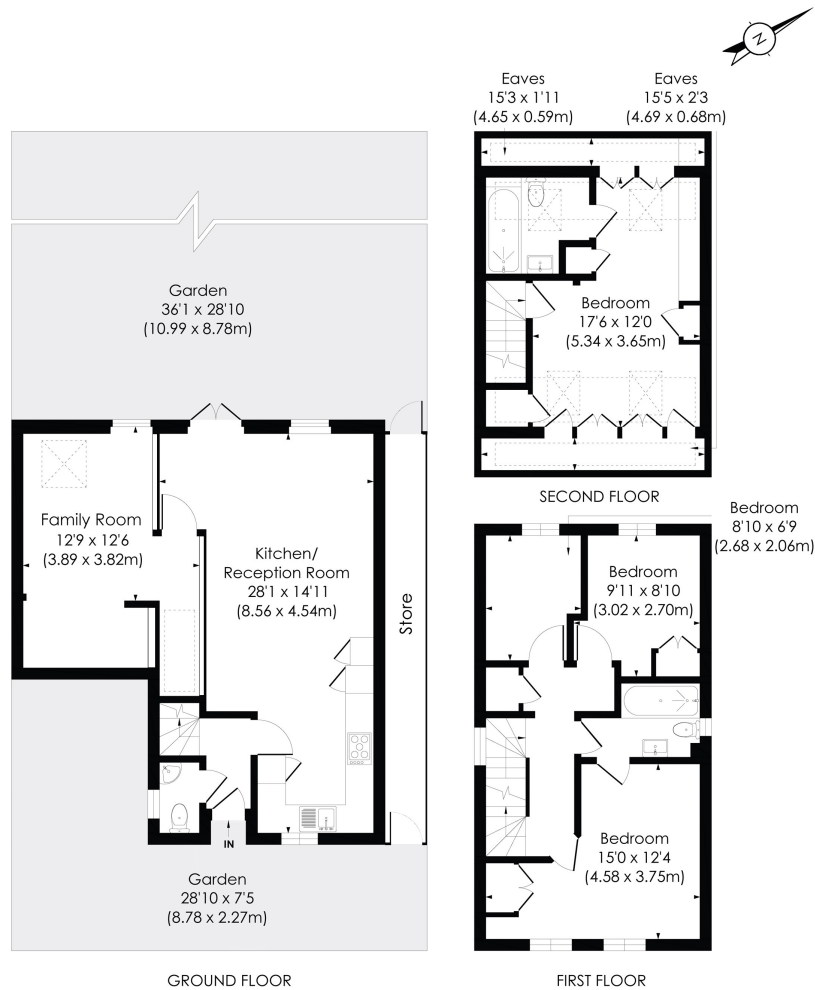 N
Eaves
15'3 x 1'11
(4.65 x 0.59m)
Eaves
15'5 x 2'3
(4.69 x 0.68m)
Garden
36'1 x 28'10
(10.99 x 8.78m)
Bedroom
17'6 x 12'0
(5.34 x 3.65m)
SECOND FLOOR
Family Room
12'9 x 12'6
(3.89 x 3.82m)
Kitchen/
Reception Room
28'1 x 14'11
(8.56 x 4.54m)
Store
Bedroom
8'10 x 6'9
(2.68 x 2.06m)
Bedroom
9'11 x 8'10
(3.02 x 2.70m)
Bedroom
15'0 x 12'4
(4.58 x 3.75m)
IN
Garden
28'10 x 7'5
(8.78 x 2.27m)
GROUND FLOOR
FIRST FLOOR